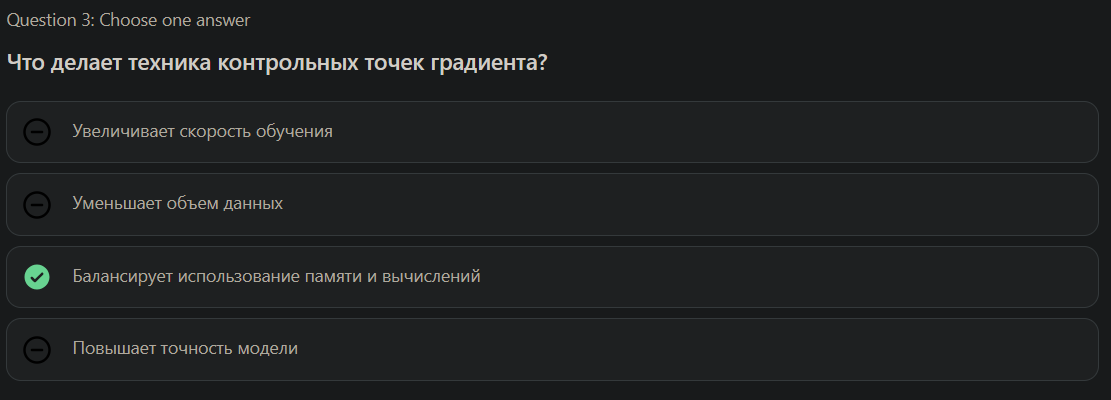 Question 3: Choose one answer
Что делает техника контрольных точек градиента?
Увеличивает скорость обучения
Уменьшает объем данных
Балансирует использование памяти и вычислений
Повышает точность модели